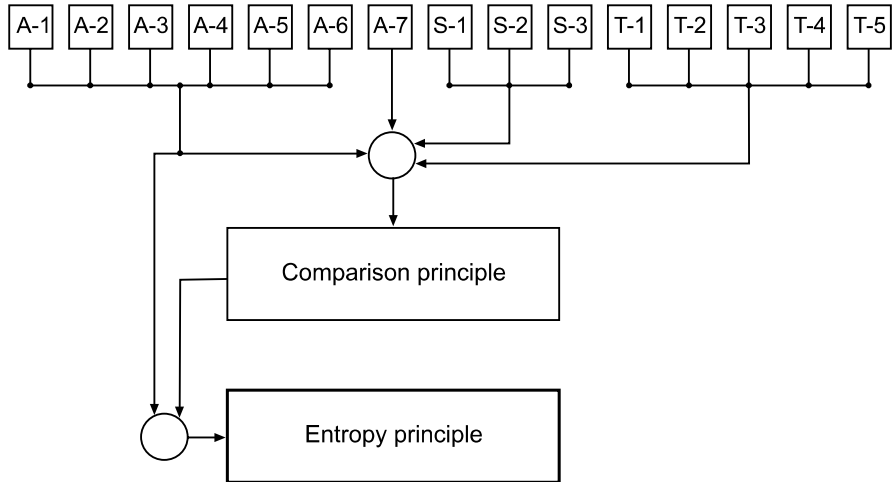 A-1 A-2 A-3 A-4 A-5 A-6 A-7 S-1 S-2 S-3 T-1 T-2 T-3 T-4 T-5
Comparison principle
Entropy principle